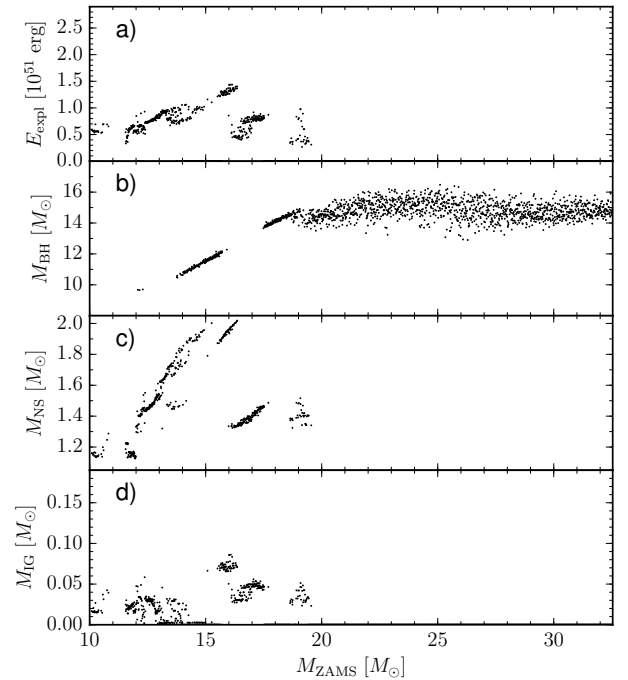 a)
E_expl [10^51 erg]
2.5
2.0
1.5
1.0
0.5
0.0
b)
M_BH [M_⊙]
16
14
12
10
c)
M_NS [M_⊙]
2.0
1.8
1.6
1.4
1.2
d)
M_IG [M_⊙]
0.15
0.10
0.05
0.00
10 15 20 25 30
M_ZAMS [M_⊙]